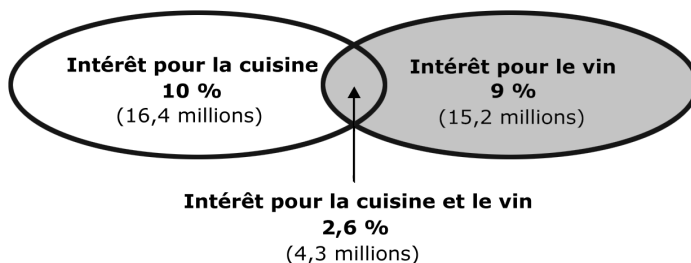 Intérêt pour la cuisine
10 %
(16,4 millions)
Intérêt pour le vin
9 %
(15,2 millions)
Intérêt pour la cuisine et le vin
2,6 %
(4,3 millions)